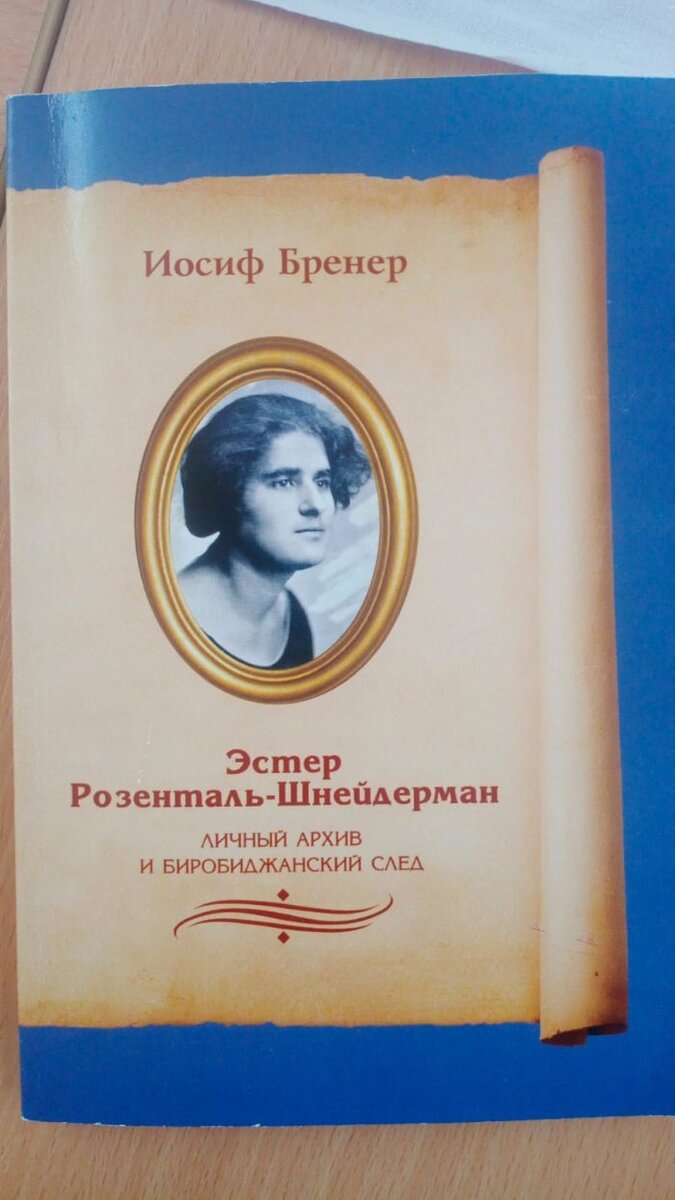 Иосиф Бренер
Эстер
Розенталь-Шнейдерман
ЛИЧНЫЙ АРХИВ
И БИРОБИДЖАНСКИЙ СЛЕД